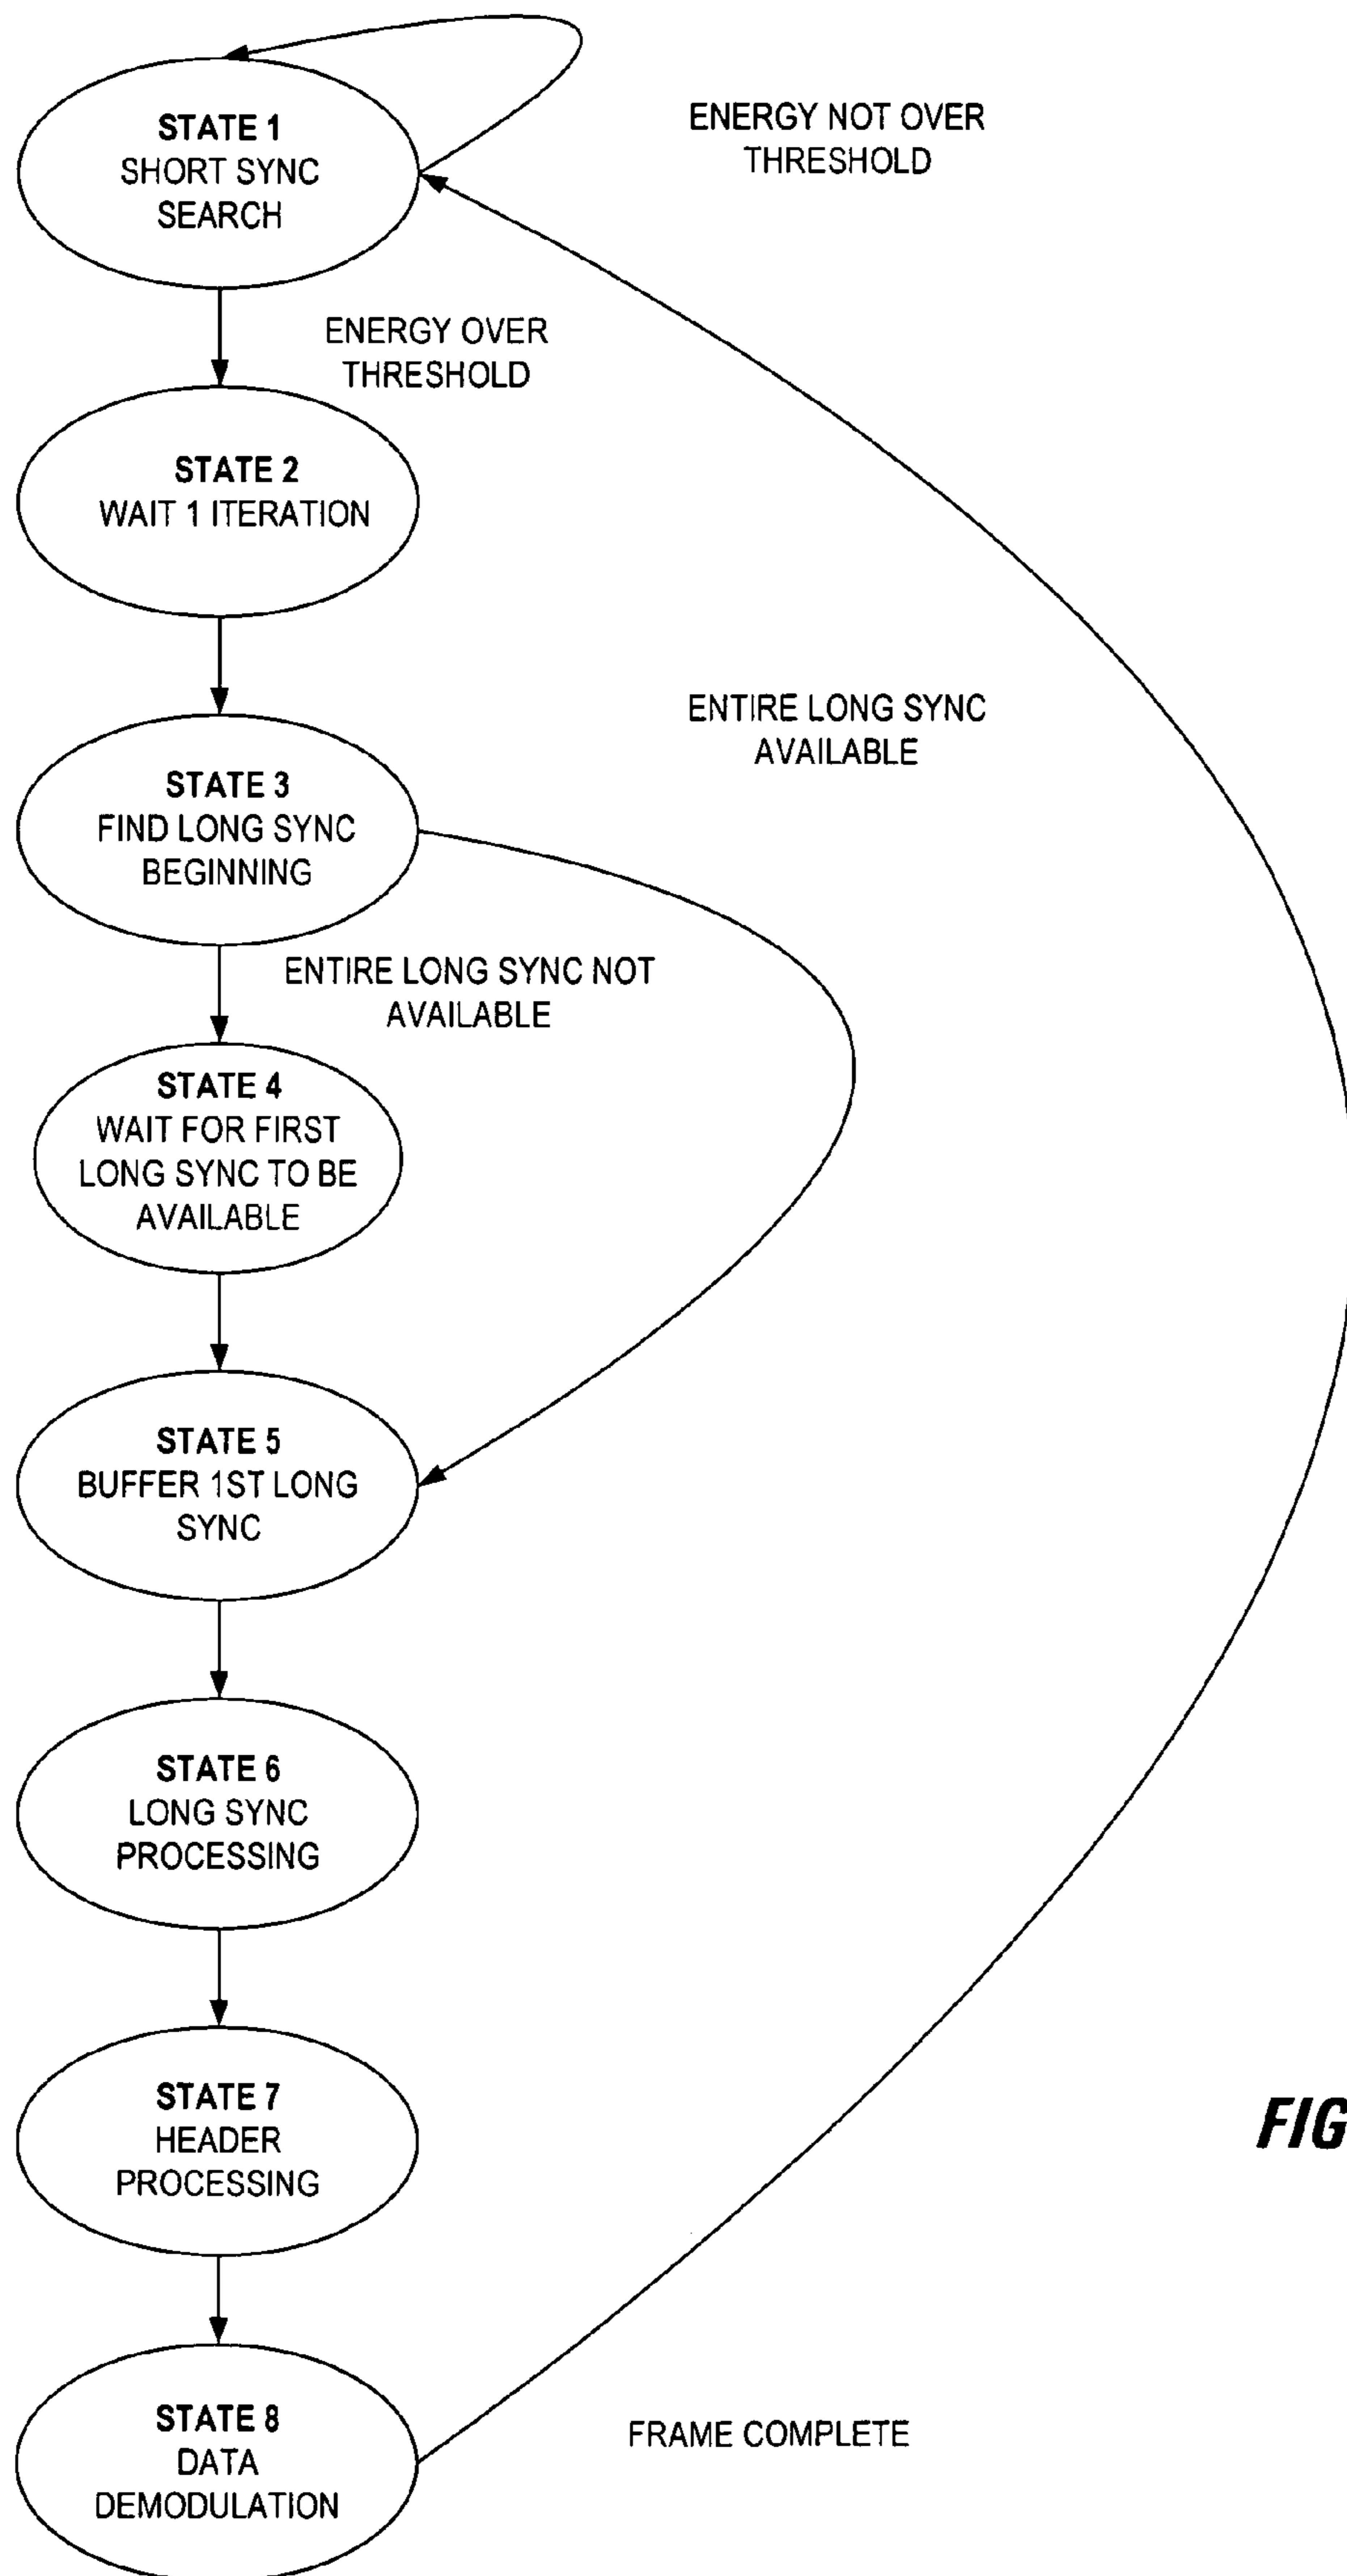 STATE 1
SHORT SYNC
SEARCH
ENERGY NOT OVER
THRESHOLD
ENERGY OVER
THRESHOLD
STATE 2
WAIT 1 ITERATION
STATE 3
FIND LONG SYNC
BEGINNING
ENTIRE LONG SYNC
AVAILABLE
ENTIRE LONG SYNC NOT
AVAILABLE
STATE 4
WAIT FOR FIRST
LONG SYNC TO BE
AVAILABLE
STATE 5
BUFFER 1ST LONG
SYNC
STATE 6
LONG SYNC
PROCESSING
STATE 7
HEADER
PROCESSING
FIG
STATE 8
DATA
DEMODULATION
FRAME COMPLETE